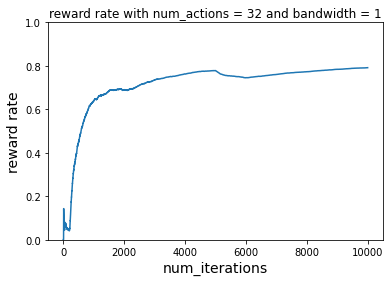 reward rate with num_actions = 32 and bandwidth = 1
1.0
0.8
0.6
0.4
0.2
0.0
reward rate
0 2000 4000 6000 8000 10000
num_iterations